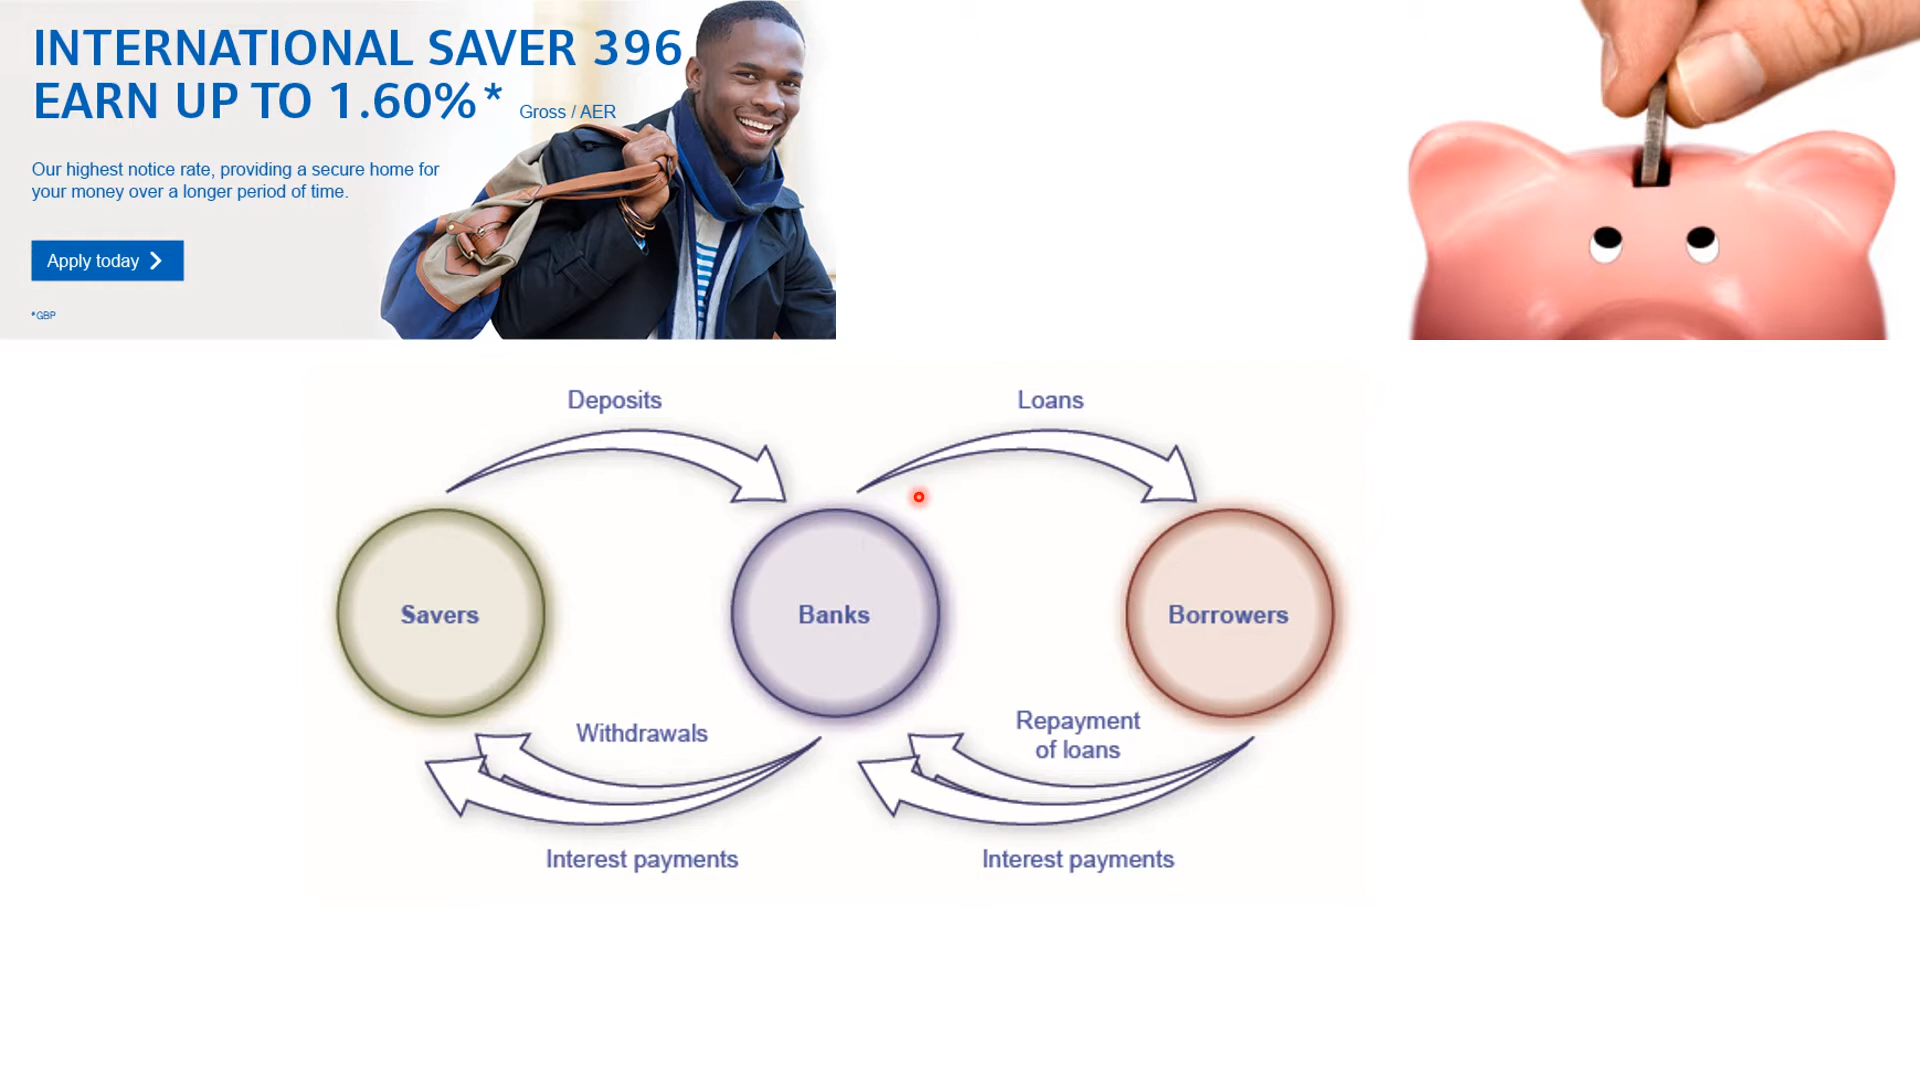 INTERNATIONAL SAVER 396
EARN UP TO 1.60%* Gross / AER
Our highest notice rate, providing a secure home for
your money over a longer period of time.
Apply today
*GBP
Deposits
Loans
Savers
Banks
Borrowers
Withdrawals
Repayment
of loans
Interest payments
Interest payments